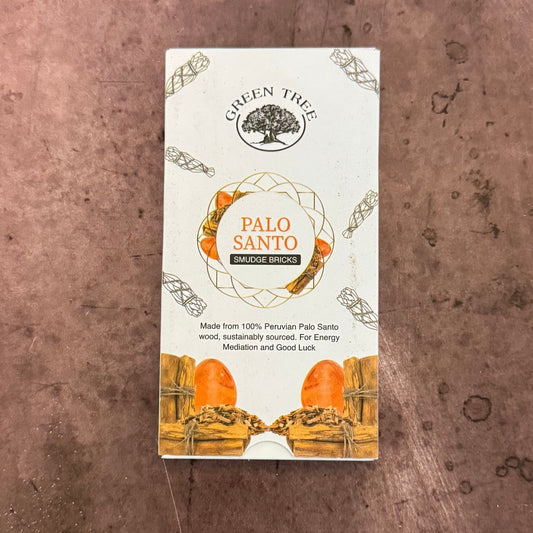 GREEN TREE
PALO
SANTO
SMUDGE BRICKS
Made from 100% Peruvian Palo Santo
wood, sustainably sourced. For Energy
Mediation and Good Luck